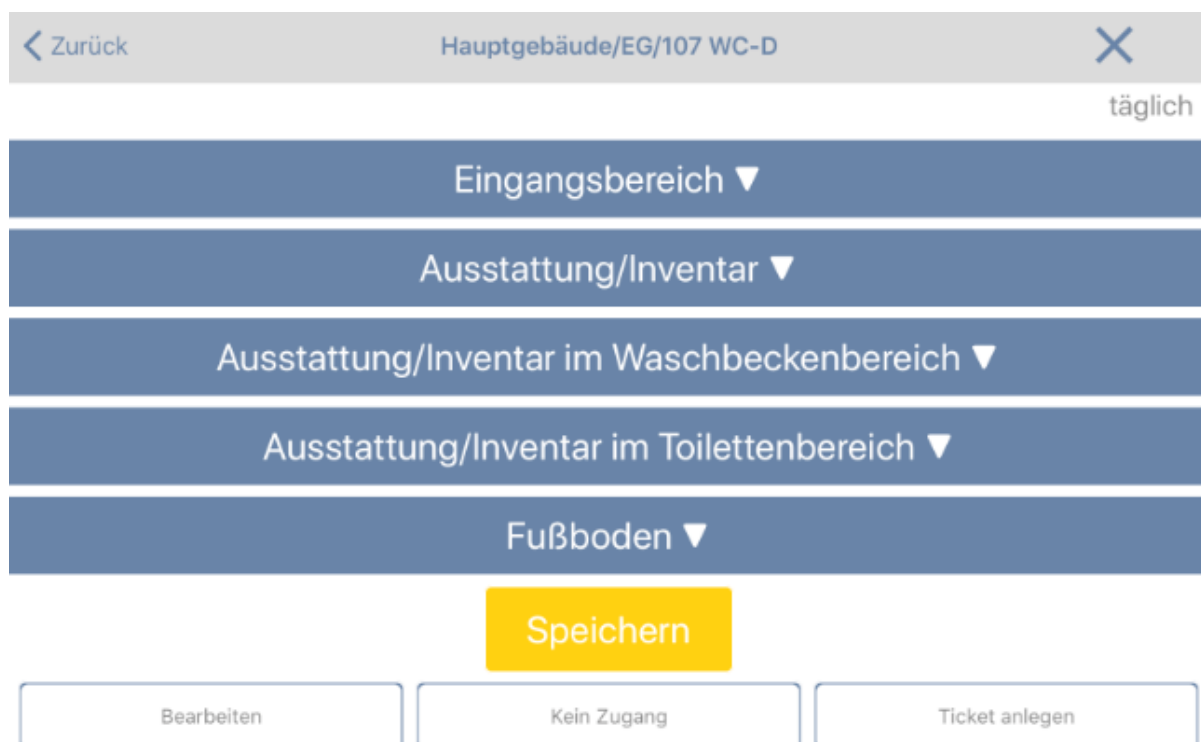 Zurück
Hauptgebäude/EG/107 WC-D
täglich
Eingangsbereich ▼
Ausstattung/Inventar ▼
Ausstattung/Inventar im Waschbeckenbereich ▼
Ausstattung/Inventar im Toilettenbereich ▼
Fußboden ▼
Speichern
Bearbeiten
Kein Zugang
Ticket anlegen